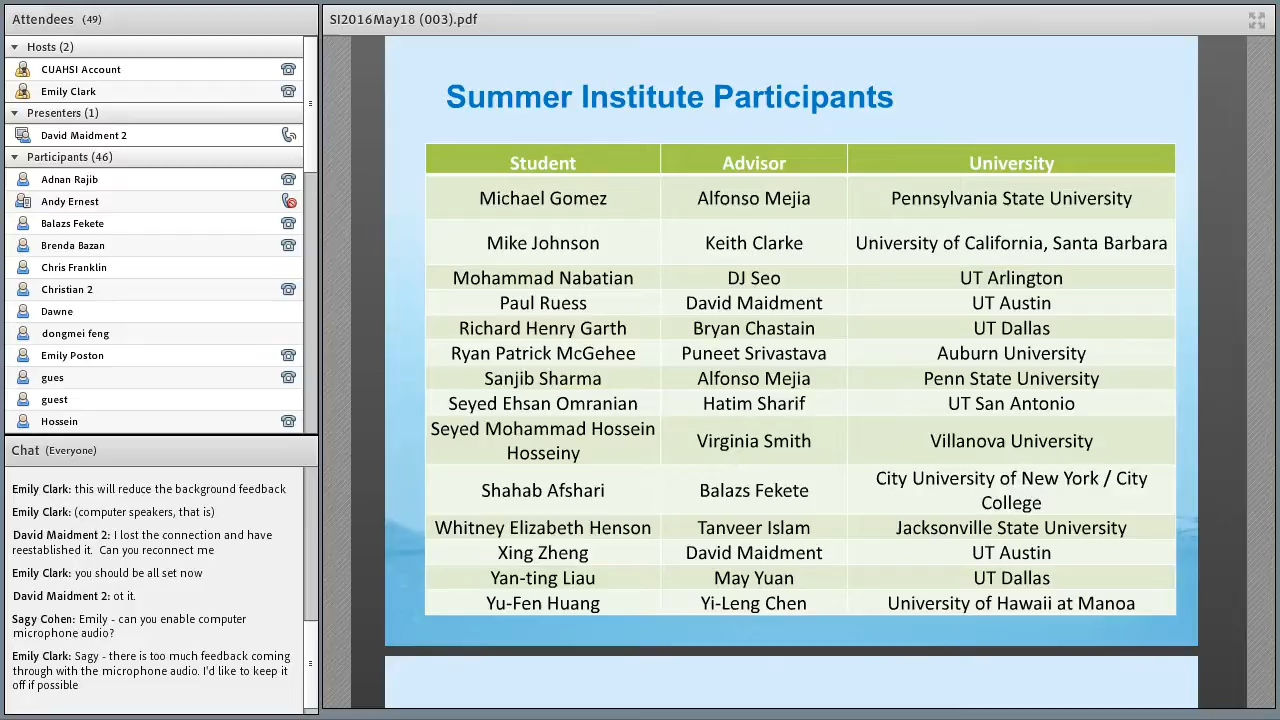 Attendees (49)
Hosts (2)
CUAHSI Account
Emily Clark
Presenters (1)
David Maidment 2
Participants (46)
Adnan Rajib
Andy Ernest
Balazs Fekete
Brenda Bazan
Chris Franklin
Christian 2
Dawne
dongmei feng
Emily Poston
gues
guest
Hossein
Chat (Everyone)
Emily Clark: this will reduce the background feedback
Emily Clark: (computer speakers, that is)
David Maidment 2: I lost the connection and have
reestablished it. Can you reconnect me
Emily Clark: you should be all set now
David Maidment 2: ot it.
Sagy Cohen: Emily - can you enable computer
microphone audio?
Emily Clark: Sagy - there is too much feedback coming
through with the microphone audio. I'd like to keep it
off if possible
SI2016May18 (003).pdf
Summer Institute Participants
Student Advisor University
Michael Gomez Alfonso Mejia Pennsylvania State University
Mike Johnson Keith Clarke University of California, Santa Barbara
Mohammad Nabatian DJ Seo UT Arlington
Paul Ruess David Maidment UT Austin
Richard Henry Garth Bryan Chastain UT Dallas
Ryan Patrick McGehee Puneet Srivastava Auburn University
Sanjib Sharma Alfonso Mejia Penn State University
Seyed Ehsan Omranian Hatim Sharif UT San Antonio
Seyed Mohammad Hossein
Hosseiny Virginia Smith Villanova University
Shahab Afshari Balazs Fekete City University of New York / City
College
Whitney Elizabeth Henson Tanveer Islam Jacksonville State University
Xing Zheng David Maidment UT Austin
Yan-ting Liau May Yuan UT Dallas
Yu-Fen Huang Yi-Leng Chen University of Hawaii at Manoa